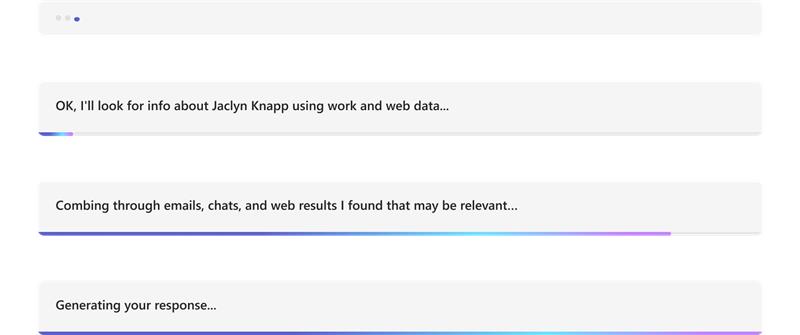 OK, I'll look for info about Jaclyn Knapp using work and web data...
Combing through emails, chats, and web results I found that may be relevant...
Generating your response...